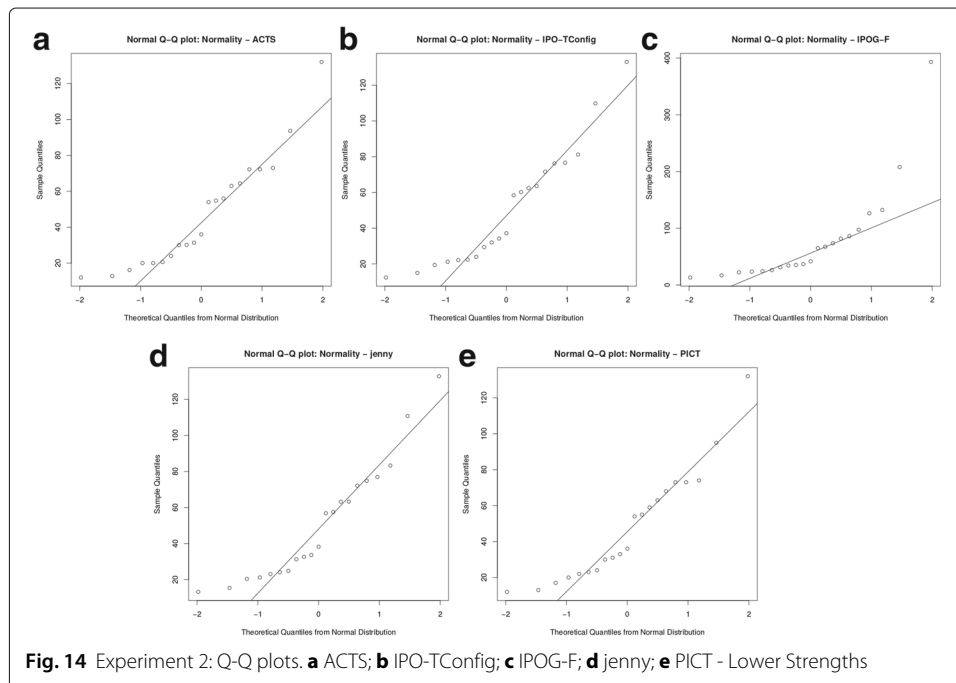 a
Normal Q-Q plot: Normality - ACTS
Sample Quantiles
120
100
80
60
40
20
-2 -1 0 1 2
Theoretical Quantiles from Normal Distribution
b
Normal Q-Q plot: Normality - IPO-TConfig
Sample Quantiles
120
100
80
60
40
20
-2 -1 0 1 2
Theoretical Quantiles from Normal Distribution
c
Normal Q-Q plot: Normality - IPOG-F
Sample Quantiles
400
300
200
100
0
-2 -1 0 1 2
Theoretical Quantiles from Normal Distribution
d
Normal Q-Q plot: Normality - jenny
Sample Quantiles
120
100
80
60
40
20
-2 -1 0 1 2
Theoretical Quantiles from Normal Distribution
e
Normal Q-Q plot: Normality - PICT
Sample Quantiles
120
100
80
60
40
20
-2 -1 0 1 2
Theoretical Quantiles from Normal Distribution
Fig. 14 Experiment 2: Q-Q plots. a ACTS; b IPO-TConfig; c IPOG-F; d jenny; e PICT - Lower Strengths